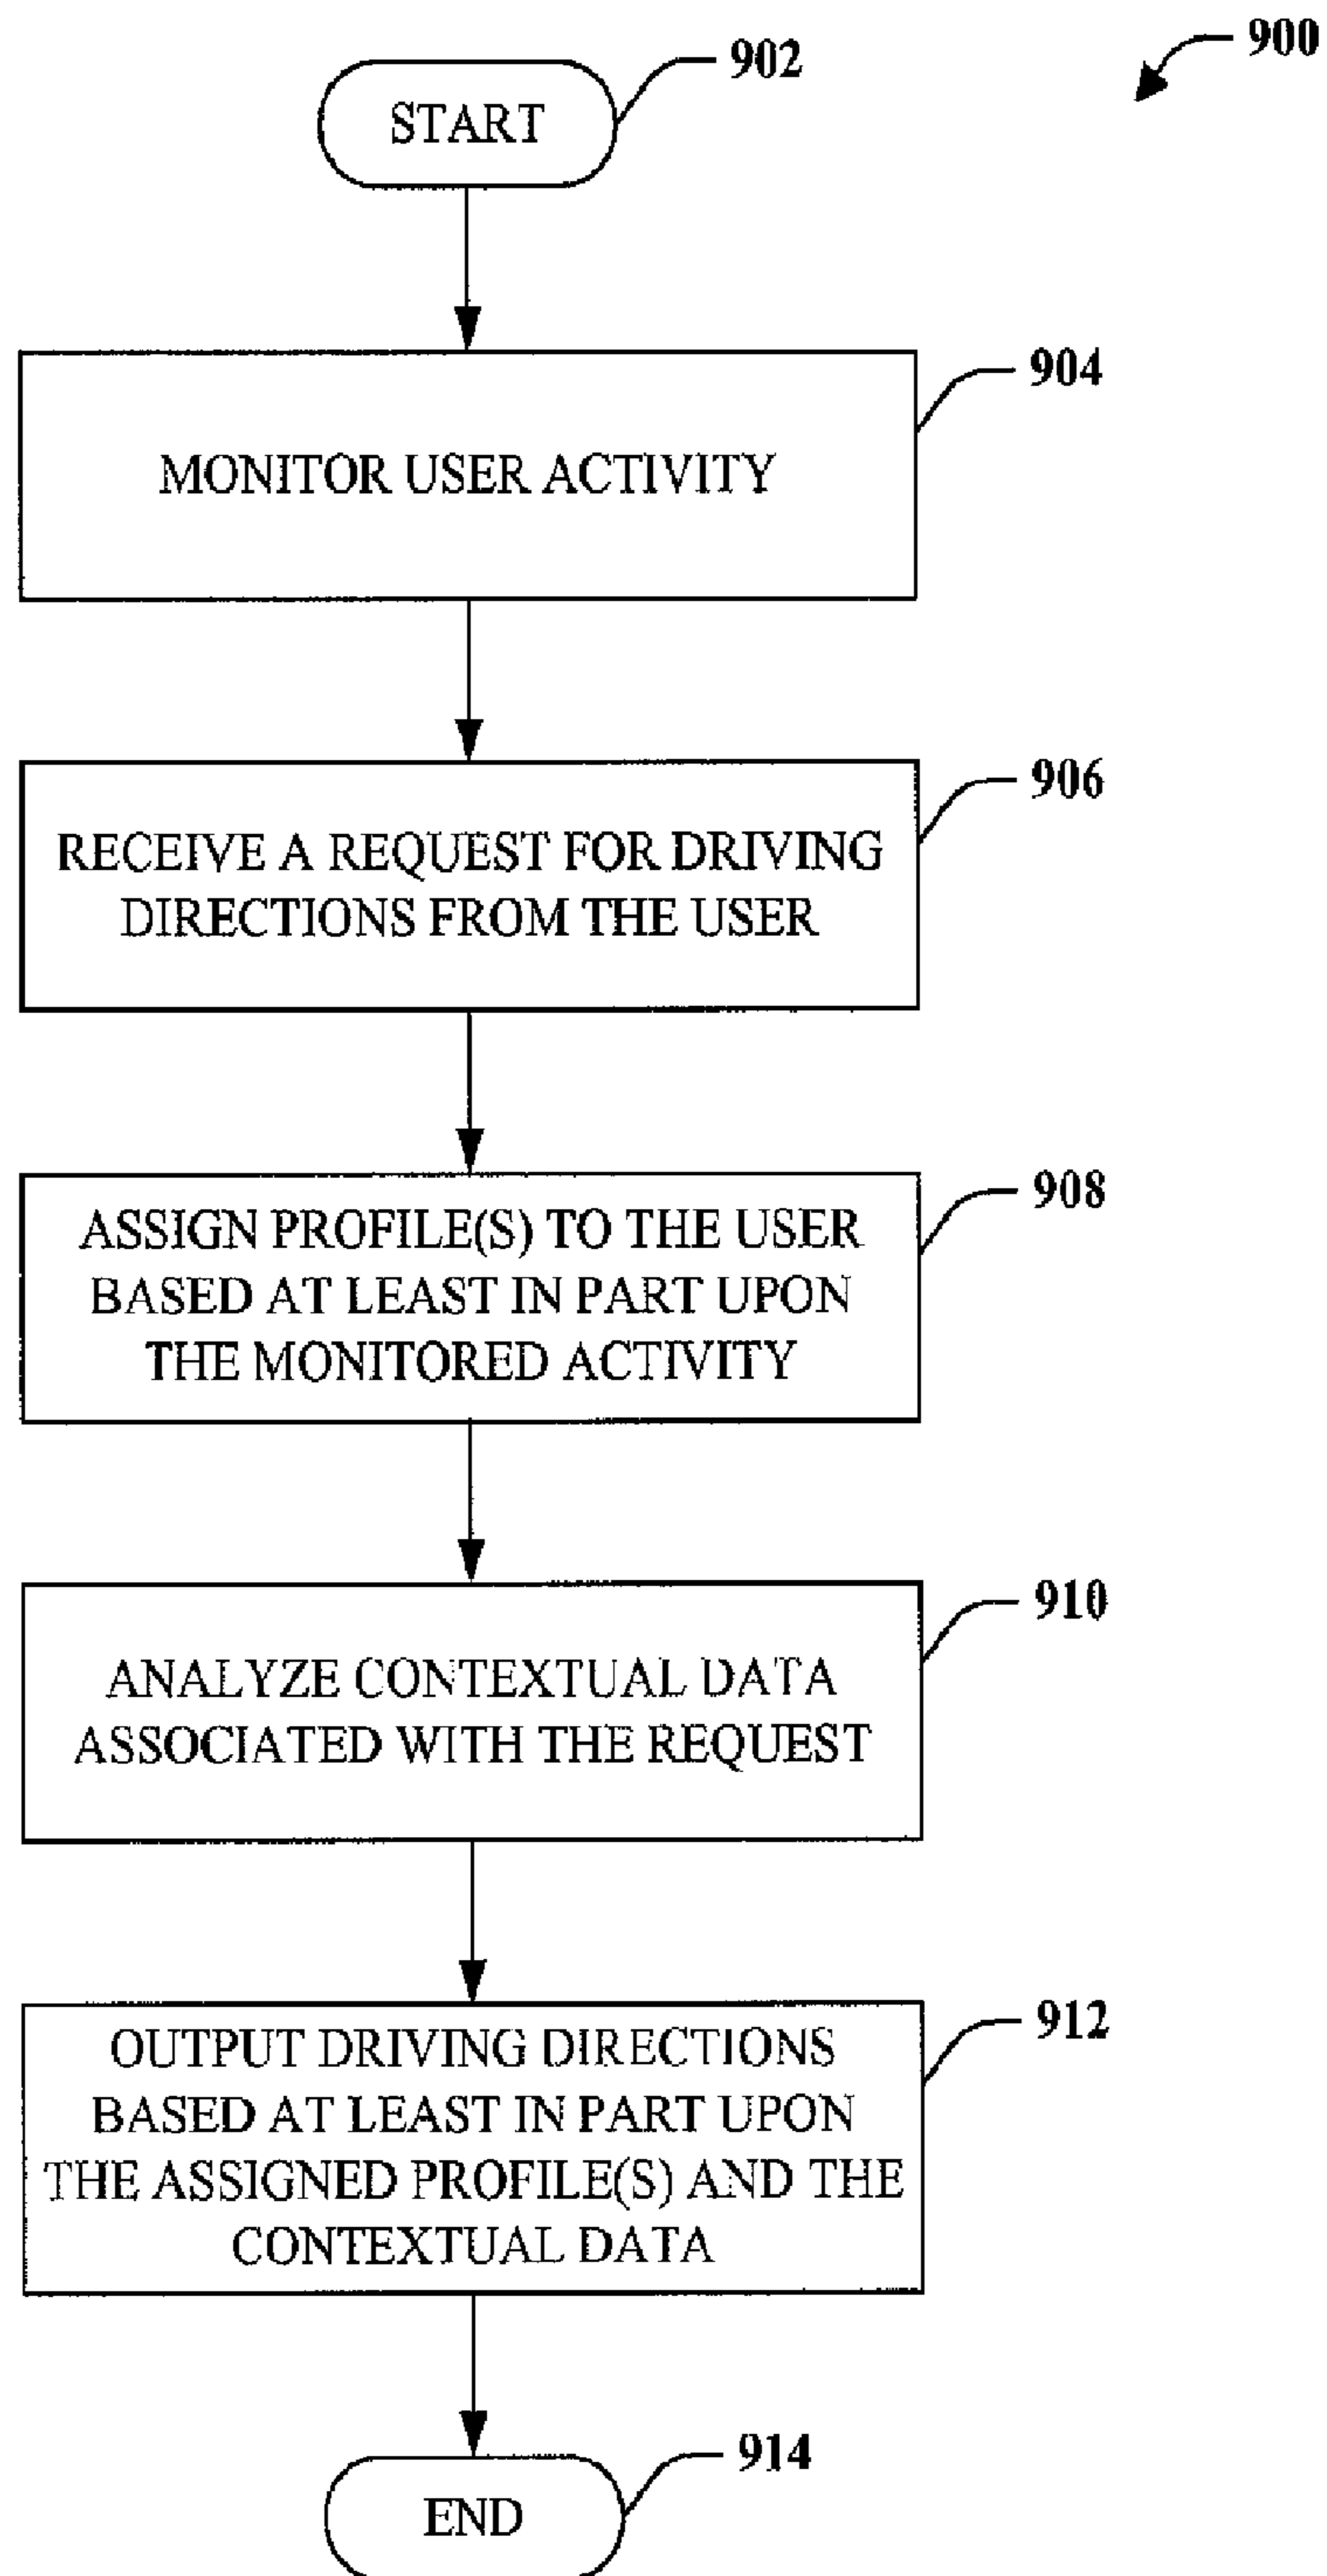 900
902
START
904
MONITOR USER ACTIVITY
906
RECEIVE A REQUEST FOR DRIVING
DIRECTIONS FROM THE USER
908
ASSIGN PROFILE(S) TO THE USER
BASED AT LEAST IN PART UPON
THE MONITORED ACTIVITY
910
ANALYZE CONTEXTUAL DATA
ASSOCIATED WITH THE REQUEST
912
OUTPUT DRIVING DIRECTIONS
BASED AT LEAST IN PART UPON
THE ASSIGNED PROFILE(S) AND THE
CONTEXTUAL DATA
914
END